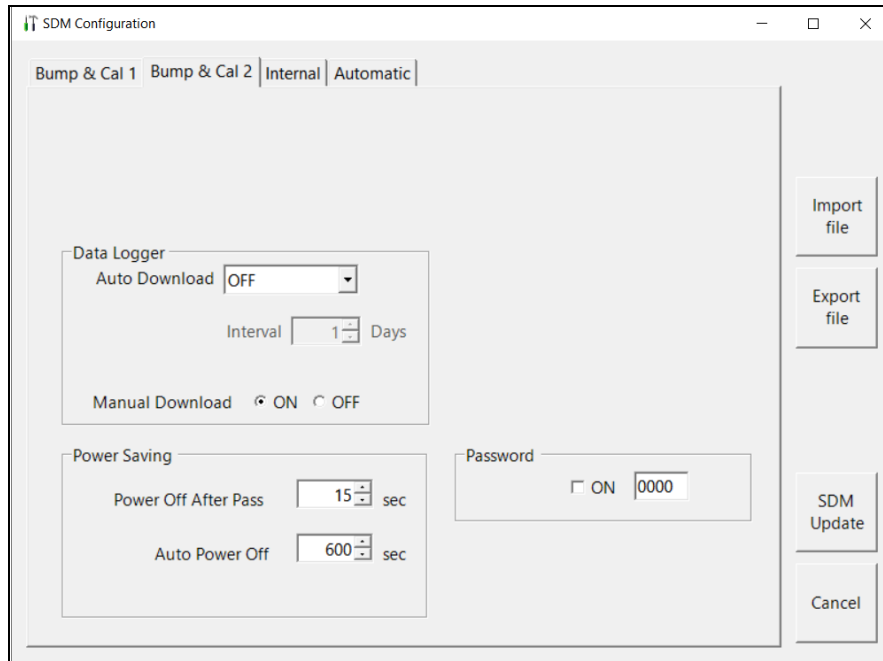 SDM Configuration
Bump & Cal 1 Bump & Cal 2 Internal Automatic
Import
file
Export
file
Data Logger
Auto Download OFF
Interval 1 Days
Manual Download ON OFF
Power Saving
Power Off After Pass 15 sec
Auto Power Off 600 sec
Password
ON 0000
SDM
Update
Cancel